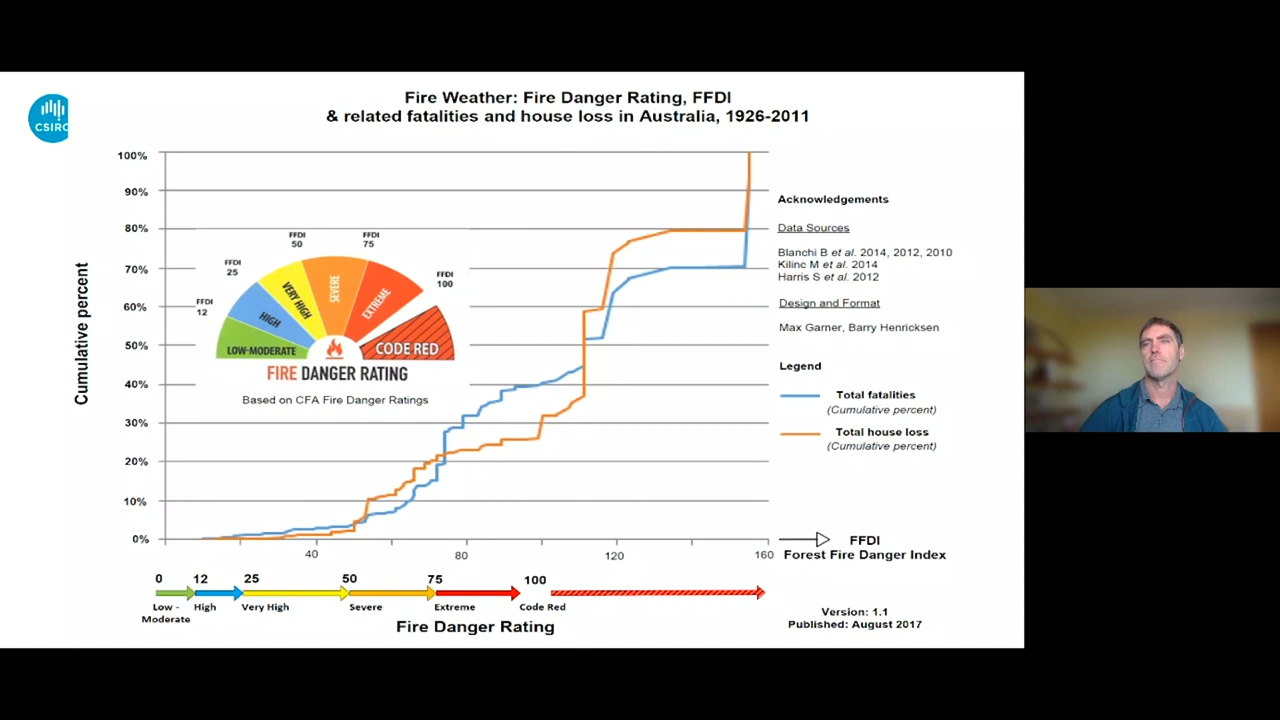 Fire Weather: Fire Danger Rating, FFDI
& related fatalities and house loss in Australia, 1926-2011
CSIRO
100%
90%
80%
70%
60%
50%
40%
30%
20%
10%
0%
Cumulative percent
FFDI
12
FFDI
25
FFDI
50
FFDI
75
FFDI
100
LOW-MODERATE
HIGH
VERY HIGH
SEVERE
EXTREME
CODE RED
FIRE DANGER RATING
Based on CFA Fire Danger Ratings
Acknowledgements
Data Sources
Blanchi B et al. 2014, 2012, 2010
Kilinc M et al. 2014
Harris S et al. 2012
Design and Format
Max Garner, Barry Henricksen
Legend
Total fatalities
(Cumulative percent)
Total house loss
(Cumulative percent)
40
80
120
160
FFDI
Forest Fire Danger Index
0
12
25
50
75
100
Low -
Moderate
High
Very High
Severe
Extreme
Code Red
Fire Danger Rating
Version: 1.1
Published: August 2017